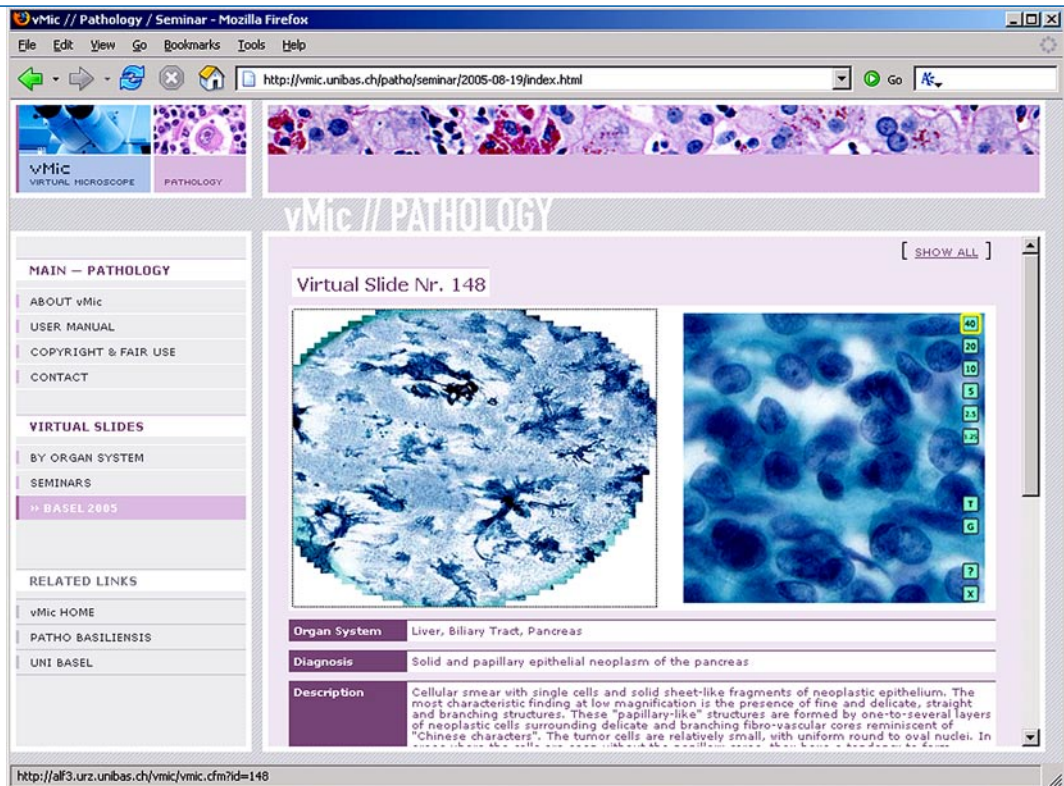 vMic // Pathology / Seminar - Mozilla Firefox
File Edit View Go Bookmarks Tools Help
http://vmic.unibas.ch/patho/seminar/2005-08-19/index.html
Go
vMic
VIRTUAL MICROSCOPE
PATHOLOGY
vMic // PATHOLOGY
[ SHOW ALL ]
MAIN — PATHOLOGY
ABOUT vMic
USER MANUAL
COPYRIGHT & FAIR USE
CONTACT
VIRTUAL SLIDES
BY ORGAN SYSTEM
SEMINARS
» BASEL 2005
RELATED LINKS
vMic HOME
PATHO BASILIENSIS
UNI BASEL
Virtual Slide Nr. 148
40
20
10
5
2.5
1.25
T
G
?
X
Organ System Liver, Biliary Tract, Pancreas
Diagnosis Solid and papillary epithelial neoplasm of the pancreas
Description Cellular smear with single cells and solid sheet-like fragments of neoplastic epithelium. The
most characteristic finding at low magnification is the presence of fine and delicate, straight
and branching structures. These "papillary-like" structures are formed by one-to-several layers
of neoplastic cells surrounding delicate and branching fibro-vascular cores reminiscent of
"Chinese characters". The tumor cells are relatively small, with uniform round to oval nuclei. In
http://alf3.urz.unibas.ch/vmic/vmic.cfm?id=148